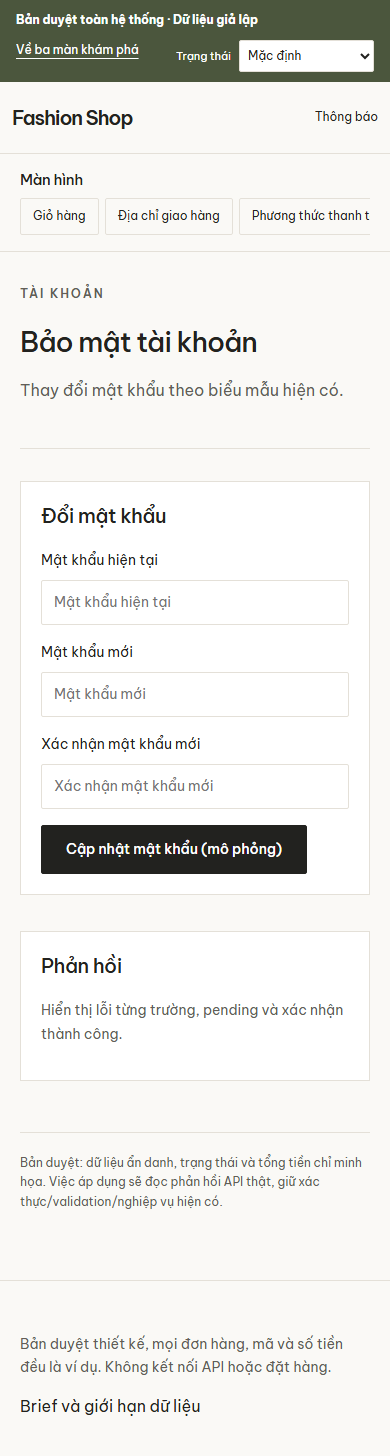 Bản duyệt toàn hệ thống · Dữ liệu giả lập
Về ba màn khám phá
Trạng thái
Mặc định
Fashion Shop
Thông báo
Màn hình
Giỏ hàng
Địa chỉ giao hàng
Phương thức thanh t
TÀI KHOẢN
Bảo mật tài khoản
Thay đổi mật khẩu theo biểu mẫu hiện có.
Đổi mật khẩu
Mật khẩu hiện tại
Mật khẩu hiện tại
Mật khẩu mới
Mật khẩu mới
Xác nhận mật khẩu mới
Xác nhận mật khẩu mới
Cập nhật mật khẩu (mô phỏng)
Phản hồi
Hiển thị lỗi từng trường, pending và xác nhận
thành công.
Bản duyệt: dữ liệu ẩn danh, trạng thái và tổng tiền chỉ minh
họa. Việc áp dụng sẽ đọc phản hồi API thật, giữ xác
thực/validation/nghiệp vụ hiện có.
Bản duyệt thiết kế, mọi đơn hàng, mã và số tiền
đều là ví dụ. Không kết nối API hoặc đặt hàng.
Brief và giới hạn dữ liệu